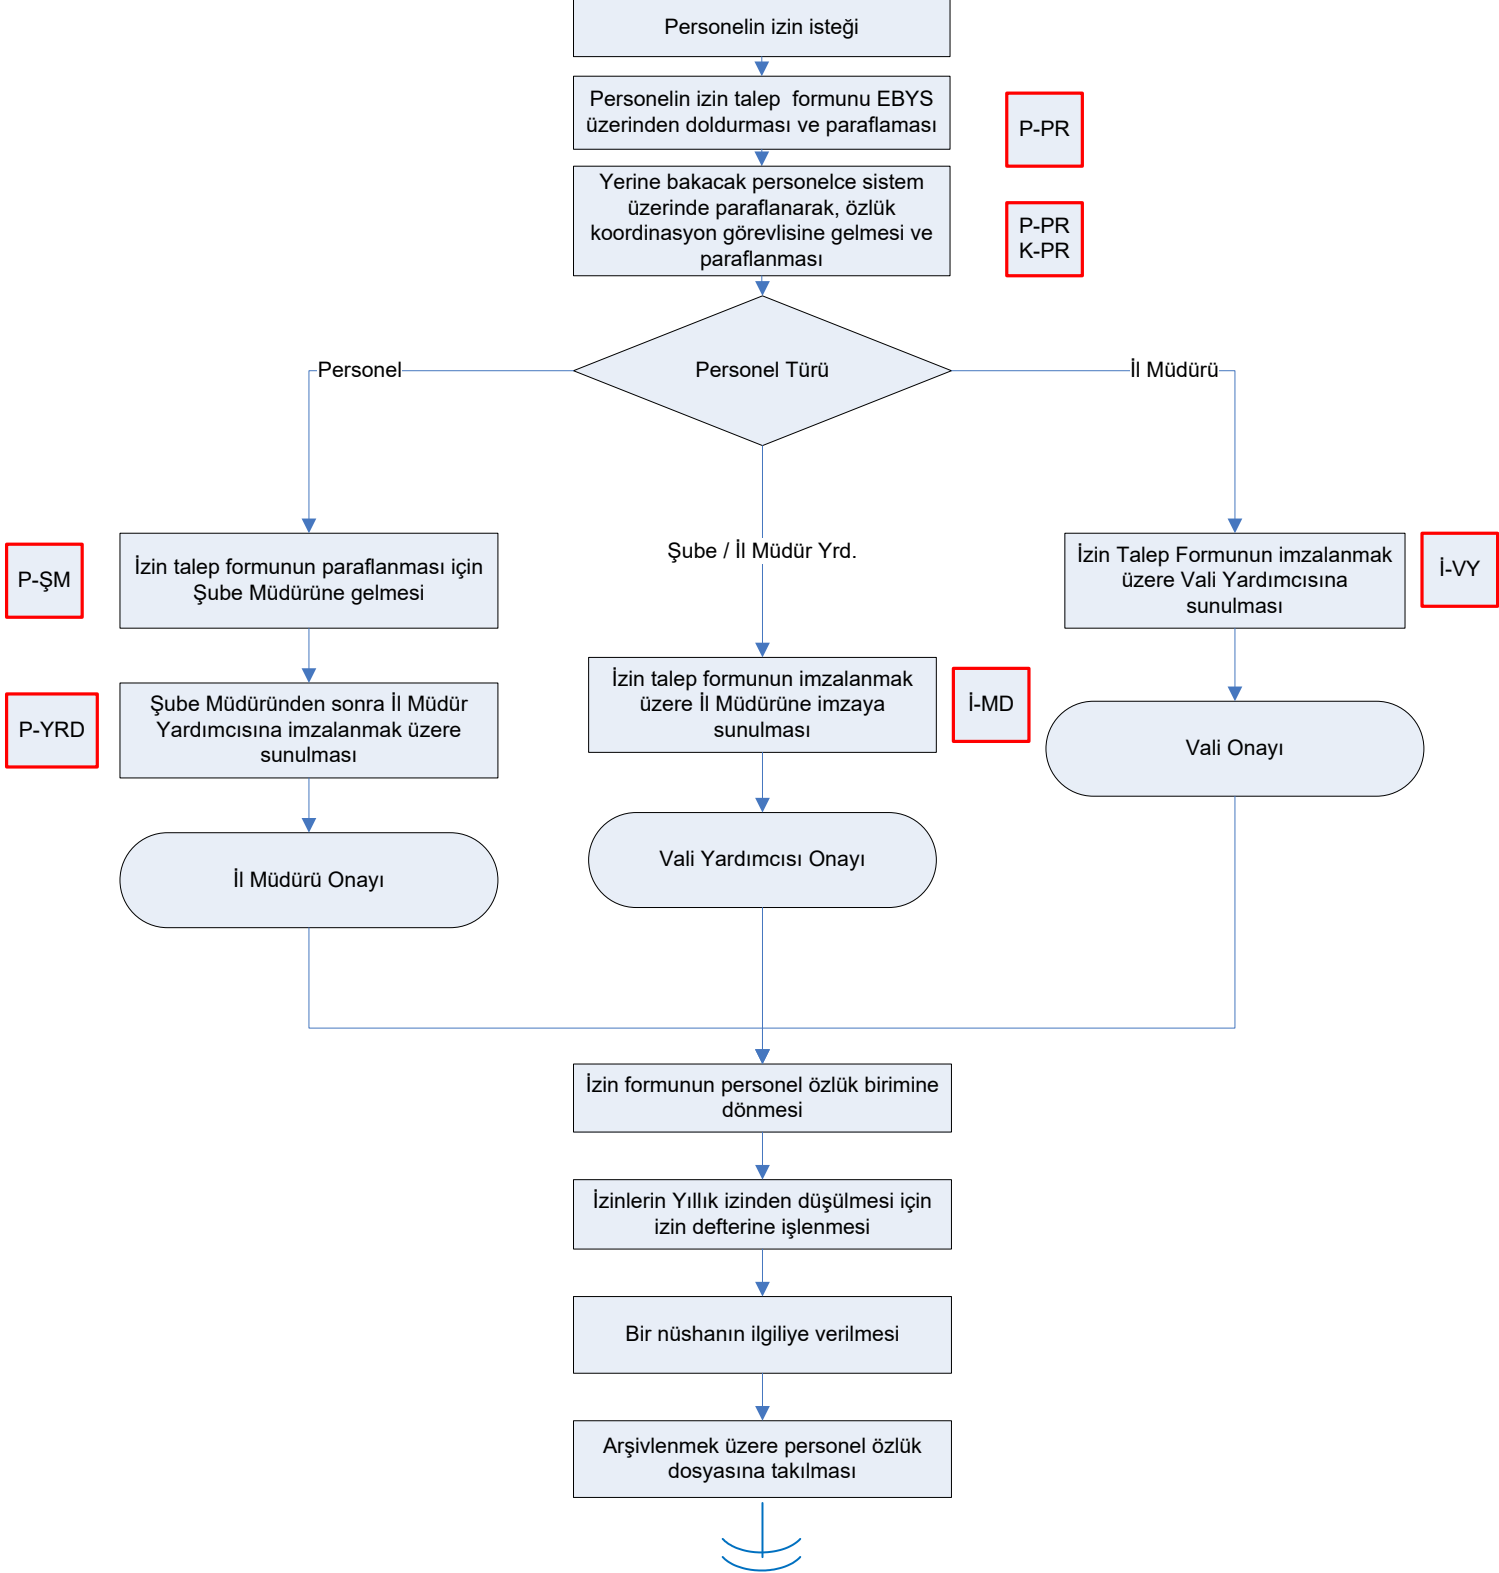 Personelin izin isteği
Personelin izin talep  formunu EBYS
üzerinden doldurması ve paraflaması
P-PR
Yerine bakacak personelce sistem
üzerinde paraflanarak, özlük
koordinasyon görevlisine gelmesi ve
paraflanması
P-PR
K-PR
Personel
Personel Türü
İl Müdürü
Şube / İl Müdür Yrd.
P-ŞM
İzin talep formunun paraflanması için
Şube Müdürüne gelmesi
İzin Talep Formunun imzalanmak
üzere Vali Yardımcısına
sunulması
İ-VY
P-YRD
Şube Müdüründen sonra İl Müdür
Yardımcısına imzalanmak üzere
sunulması
İzin talep formunun imzalanmak
üzere İl Müdürüne imzaya
sunulması
İ-MD
Vali Onayı
İl Müdürü Onayı
Vali Yardımcısı Onayı
İzin formunun personel özlük birimine
dönmesi
İzinlerin Yıllık izinden düşülmesi için
izin defterine işlenmesi
Bir nüshanın ilgiliye verilmesi
Arşivlenmek üzere personel özlük
dosyasına takılması